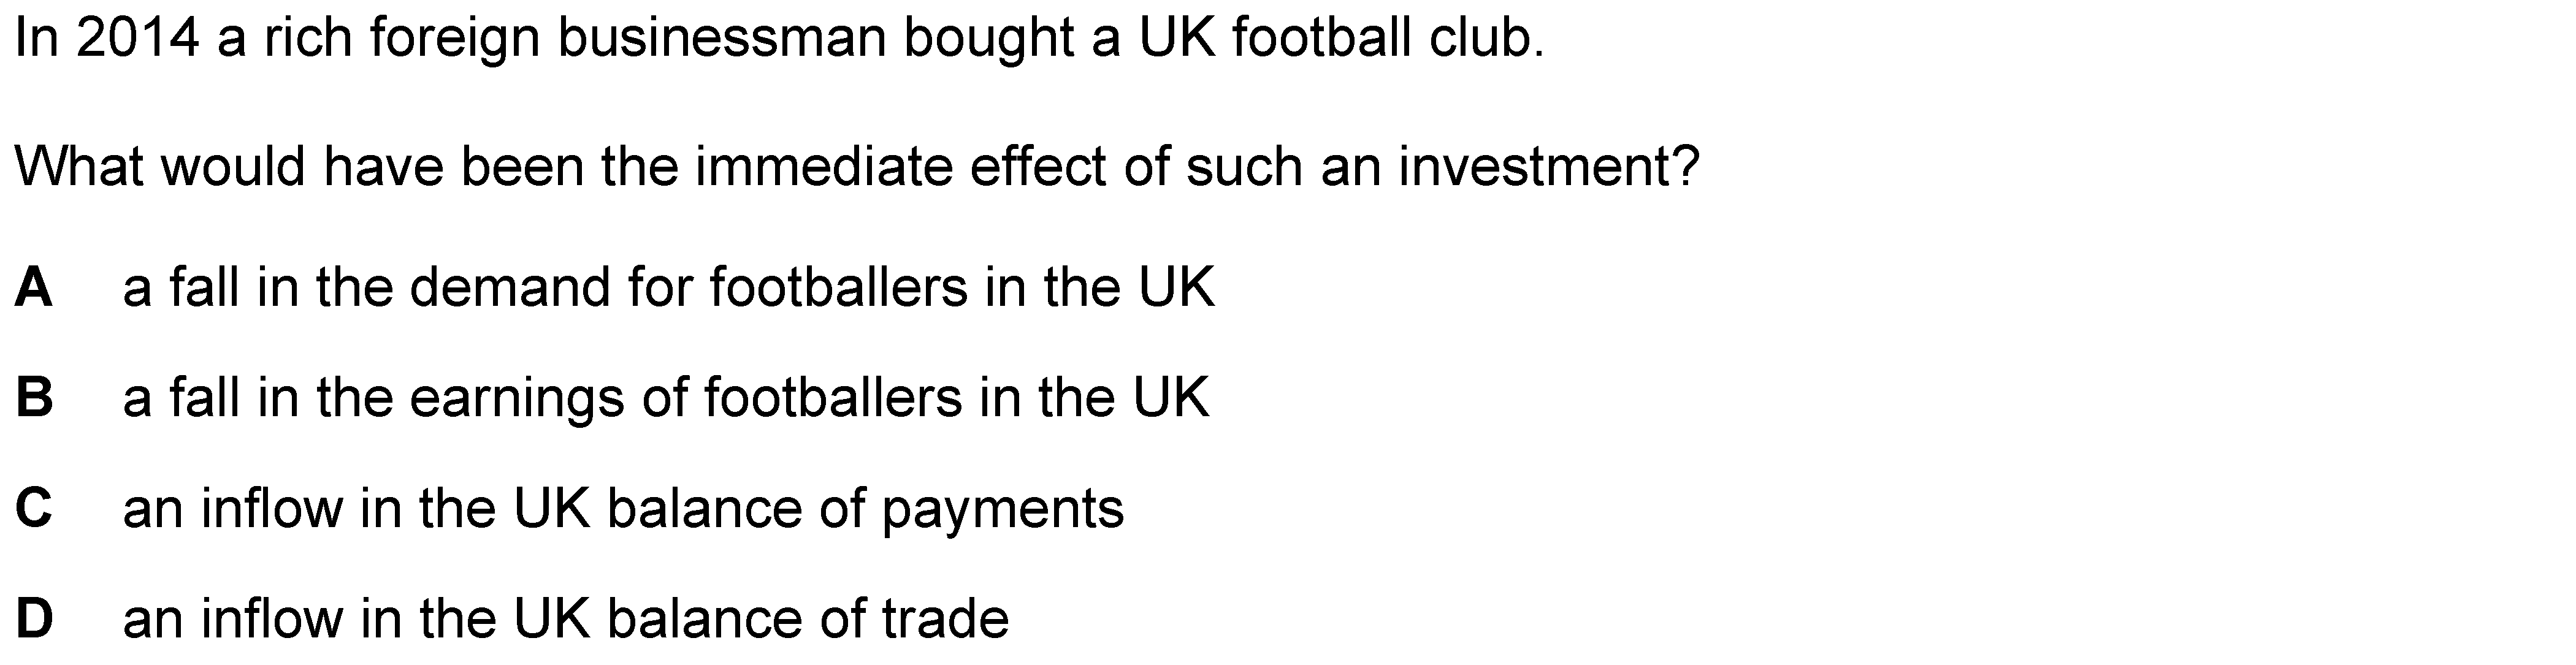 In 2014 a rich foreign businessman bought a UK football club.
What would have been the immediate effect of such an investment?
A a fall in the demand for footballers in the UK
B a fall in the earnings of footballers in the UK
C an inflow in the UK balance of payments
D an inflow in the UK balance of trade